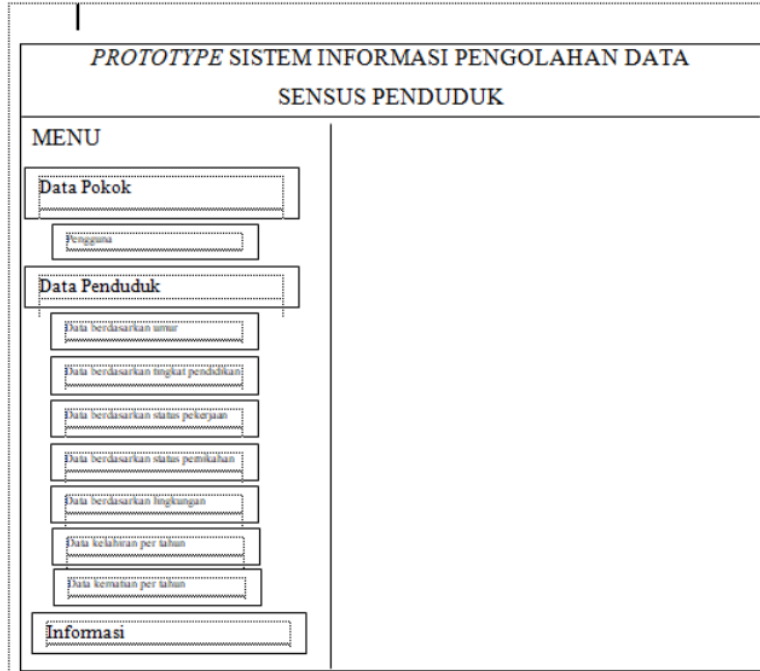 PROTOTYPE SISTEM INFORMASI PENGOLAHAN DATA
SENSUS PENDUDUK
MENU
Data Pokok
Pengguna
Data Penduduk
Data berdasarkan umur
Data berdasarkan tingkat pendidikan
Data berdasarkan status pekerjaan
Data berdasarkan status pernikahan
Data berdasarkan lingkungan
Data kelahiran per tahun
Data kematian per tahun
Informasi